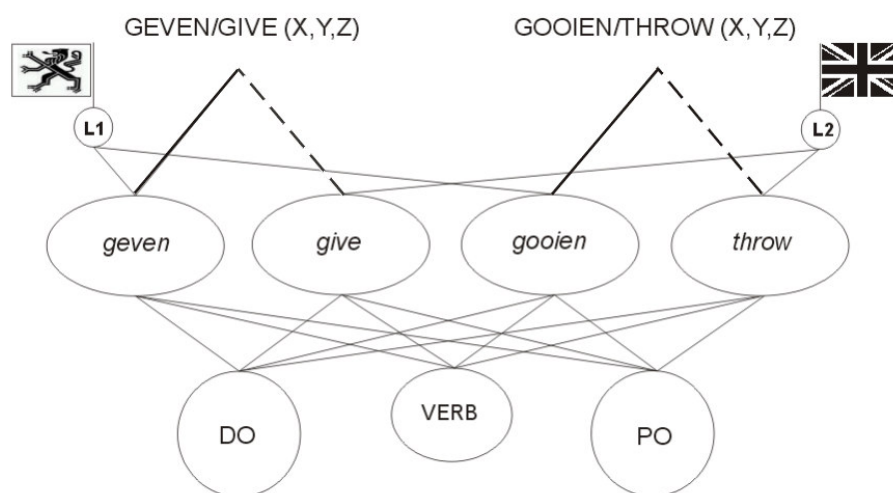 GEVEN/GIVE (X,Y,Z) GOOIEN/THROW (X,Y,Z)
L1 L2
geven give gooien throw
DO VERB PO